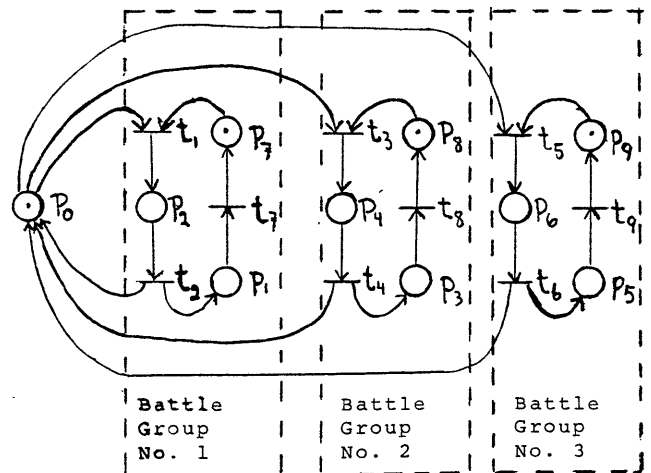 t1 P7 t3 P8 t5 P9
P0 P2 t7 P4 t8 P6 t9
t2 P1 t4 P3 t6 P5
Battle Group No. 1
Battle Group No. 2
Battle Group No. 3